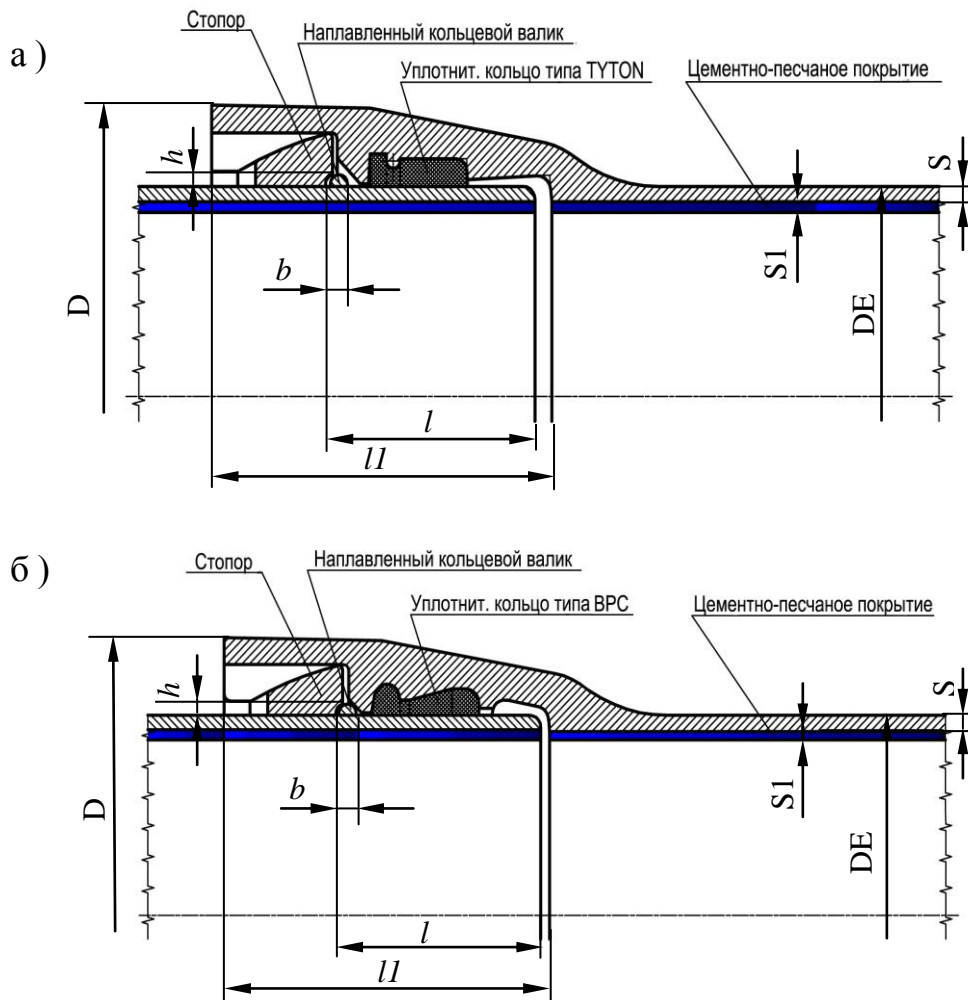 а )
Стопор
Наплавленный кольцевой валик
Уплотнит. кольцо типа TYTON
Цементно-песчаное покрытие
h
S
b
S1
D
DE
l
l1
б )
Стопор
Наплавленный кольцевой валик
Уплотнит. кольцо типа ВРС
Цементно-песчаное покрытие
h
S
b
S1
D
DE
l
l1